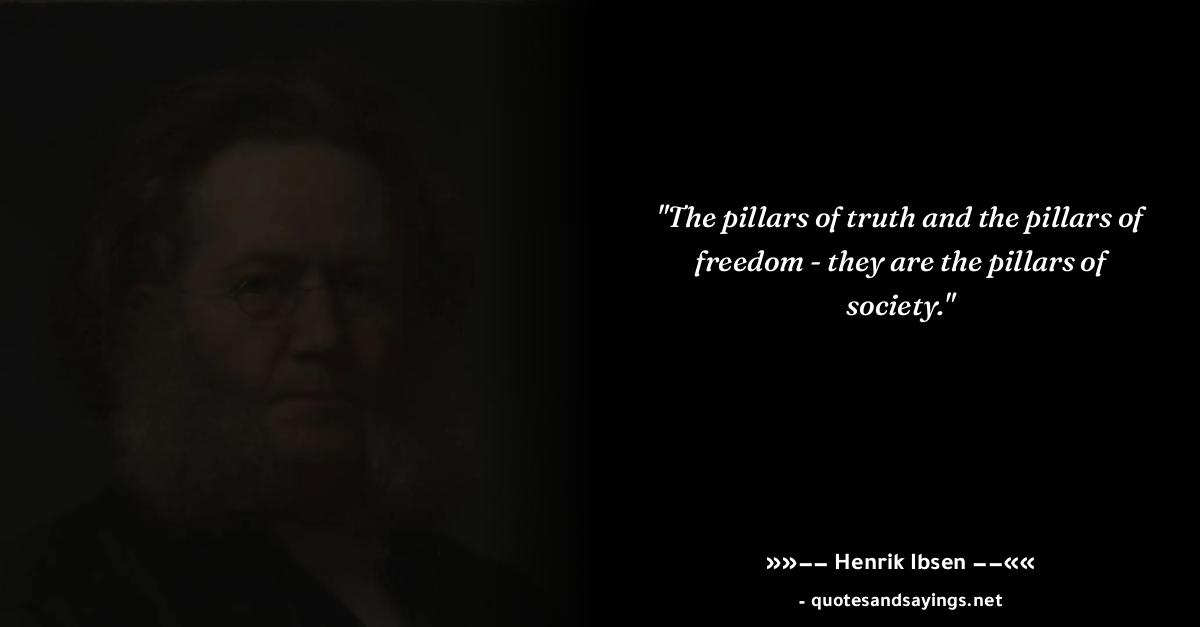 "The pillars of truth and the pillars of
freedom - they are the pillars of
society."
»»–– Henrik Ibsen ––««
- quotesandsayings.net